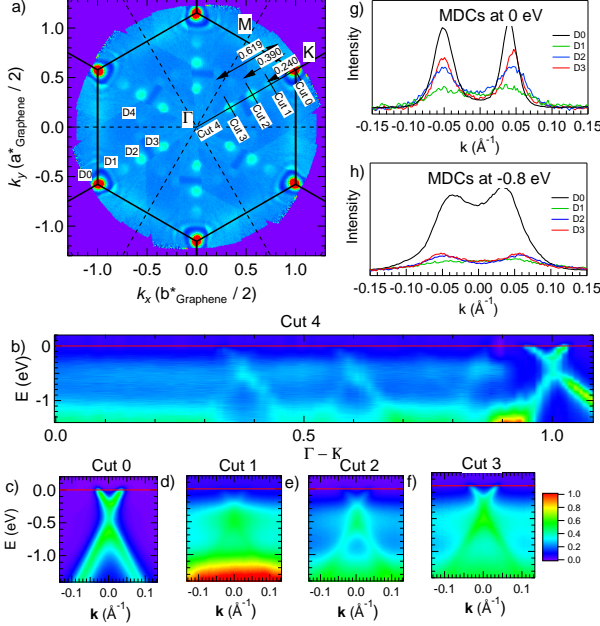 a)
M
K
Γ
0.619
0.390
0.240
Cut 0
Cut 1
Cut 2
Cut 3
Cut 4
D4
D3
D2
D1
D0
k_y (a*_Graphene / 2)
1.0
0.5
0.0
-0.5
-1.0
-1.0 -0.5 0.0 0.5 1.0
k_x (b*_Graphene / 2)
g)
MDCs at 0 eV
Intensity
D0
D1
D2
D3
-0.15 -0.10 -0.05 0.00 0.05 0.10 0.15
k (Å⁻¹)
h)
MDCs at -0.8 eV
Intensity
D0
D1
D2
D3
-0.15 -0.10 -0.05 0.00 0.05 0.10 0.15
k (Å⁻¹)
Cut 4
b)
E (eV)
0
-1
0.0 0.5 1.0
Γ – K
Cut 0
c)
E (eV)
0.0
-0.5
-1.0
-0.1 0.0 0.1
k (Å⁻¹)
Cut 1
d)
-0.1 0.0 0.1
k (Å⁻¹)
Cut 2
e)
-0.1 0.0 0.1
k (Å⁻¹)
Cut 3
f)
-0.1 0.0 0.1
k (Å⁻¹)
1.0
0.8
0.6
0.4
0.2
0.0